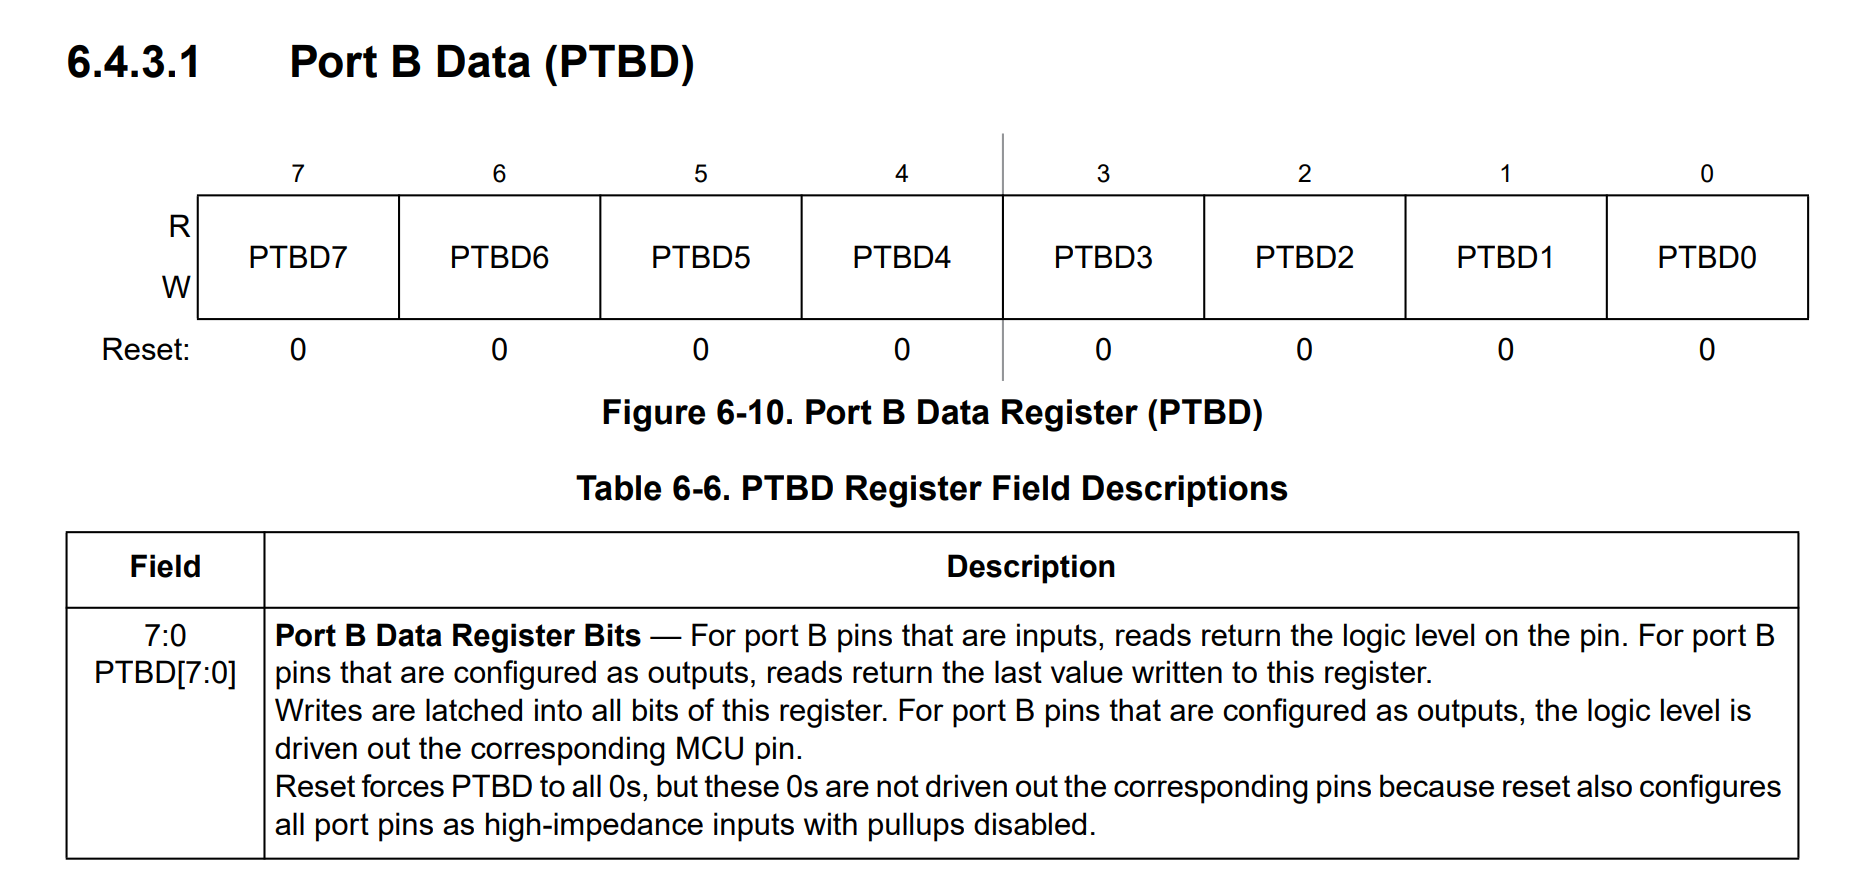 6.4.3.1 Port B Data (PTBD)
7 6 5 4 3 2 1 0
R
PTBD7 PTBD6 PTBD5 PTBD4 PTBD3 PTBD2 PTBD1 PTBD0
W
Reset: 0 0 0 0 0 0 0 0
Figure 6-10. Port B Data Register (PTBD)
Table 6-6. PTBD Register Field Descriptions
Field Description
7:0 Port B Data Register Bits — For port B pins that are inputs, reads return the logic level on the pin. For port B
PTBD[7:0] pins that are configured as outputs, reads return the last value written to this register.
Writes are latched into all bits of this register. For port B pins that are configured as outputs, the logic level is
driven out the corresponding MCU pin.
Reset forces PTBD to all 0s, but these 0s are not driven out the corresponding pins because reset also configures
all port pins as high-impedance inputs with pullups disabled.